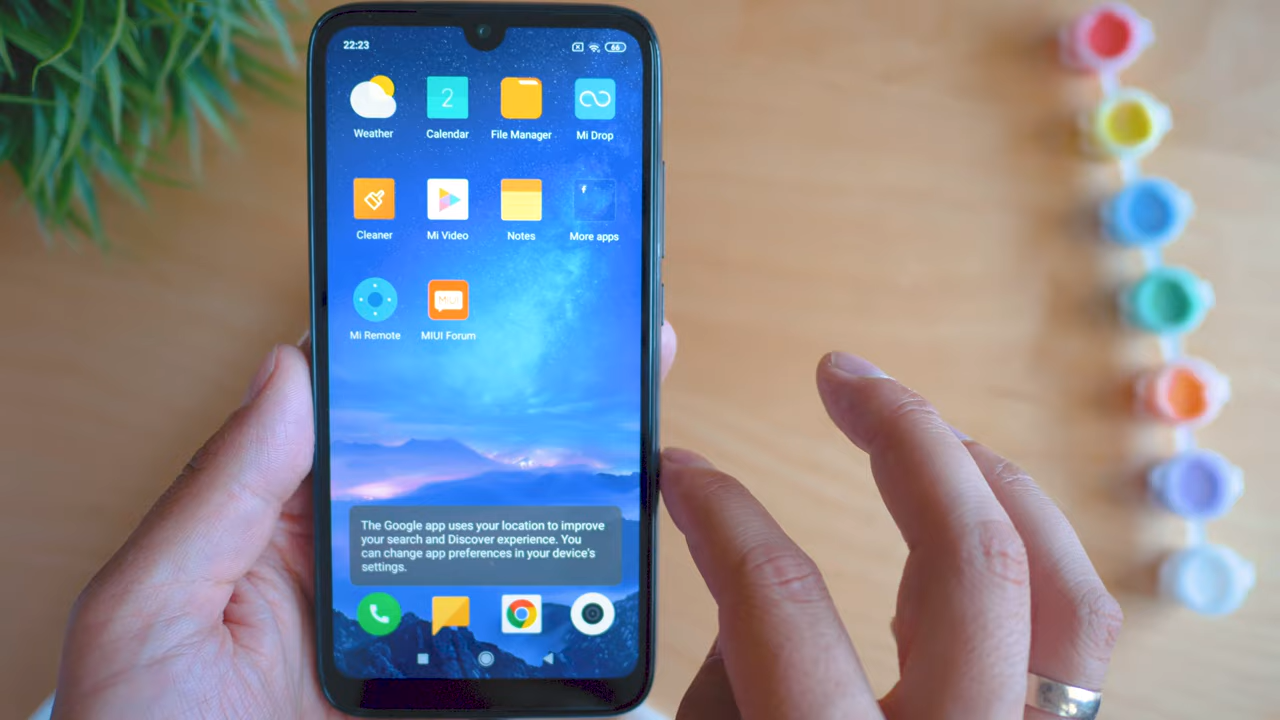 22:23
66
2
Weather
Calendar
File Manager
Mi Drop
f
Cleaner
Mi Video
Notes
More apps
MIUI
Mi Remote
MIUI Forum
The Google app uses your location to improve
your search and Discover experience. You
can change app preferences in your device's
settings.